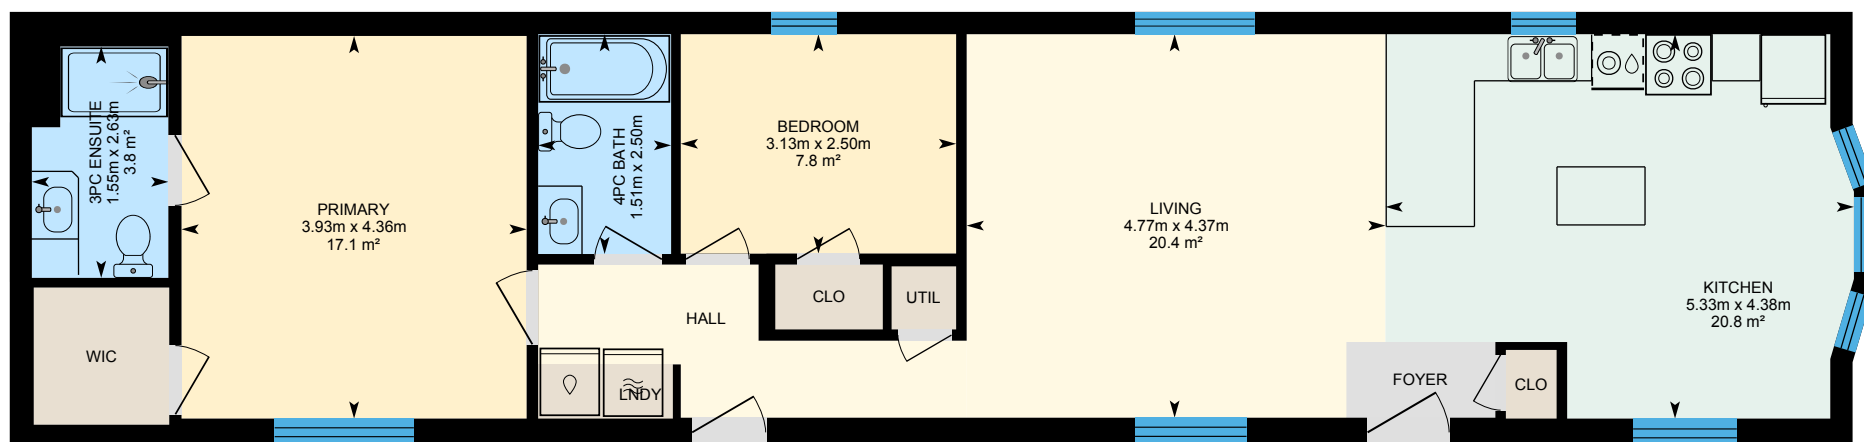 3PC ENSUITE
1.55m x 2.63m
3.8 m²
WIC
PRIMARY
3.93m x 4.36m
17.1 m²
4PC BATH
1.51m x 2.50m
BEDROOM
3.13m x 2.50m
7.8 m²
HALL
LNDY
CLO
UTIL
LIVING
4.77m x 4.37m
20.4 m²
FOYER
CLO
KITCHEN
5.33m x 4.38m
20.8 m²